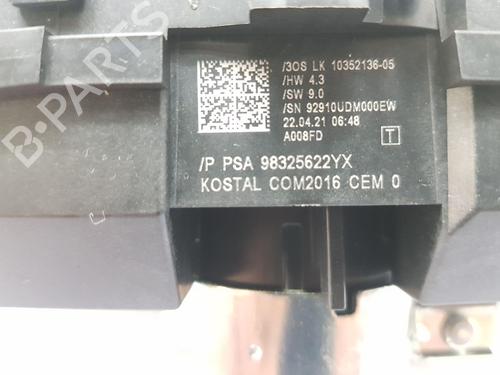 /3OS LK 10352136-05
/HW 4.3
/SW 9.0
/SN 92910UDM000EW
22.04.21 06:48
A008FD
T
/P PSA 98325622YX
KOSTAL COM2016 CEM 0
B-PARTS